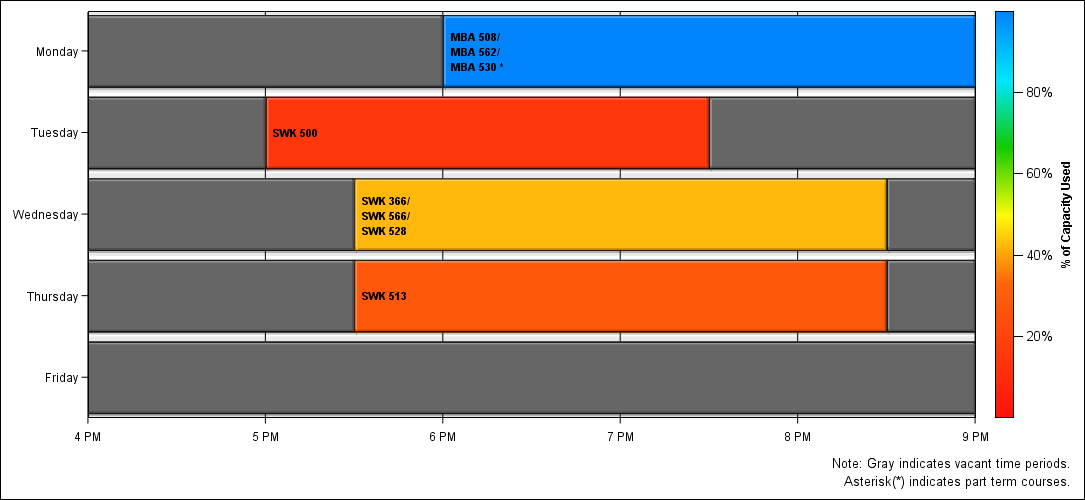 Monday
MBA 508/
MBA 562/
MBA 530 *
Tuesday
SWK 500
Wednesday
SWK 366/
SWK 566/
SWK 528
Thursday
SWK 513
Friday
4 PM
5 PM
6 PM
7 PM
8 PM
9 PM
80%
60%
40%
20%
% of Capacity Used
Note: Gray indicates vacant time periods.
Asterisk(*) indicates part term courses.